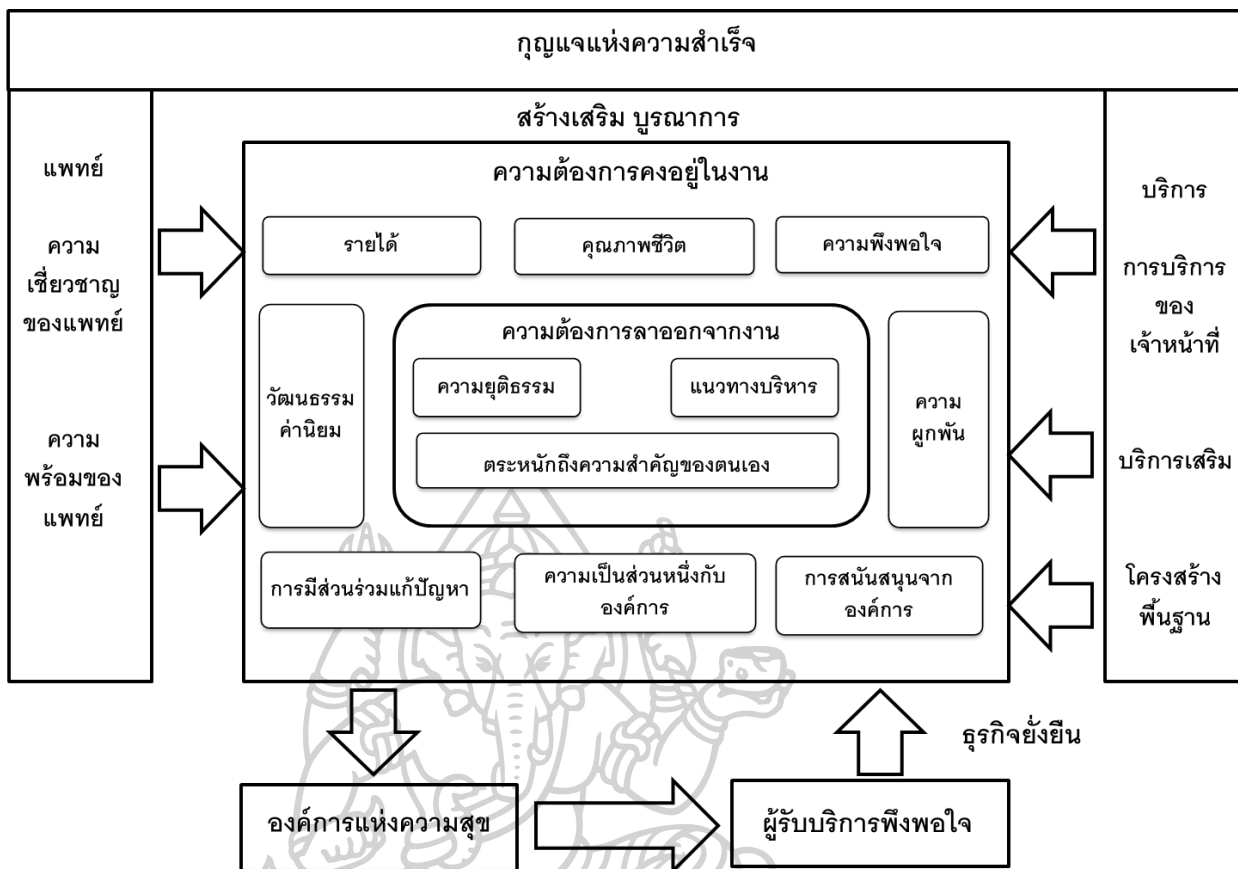 กุญแจแห่งความสำเร็จ
สร้างเสริม บูรณาการ
แพทย์
ความ
เชี่ยวชาญ
ของแพทย์
ความ
พร้อมของ
แพทย์
ความต้องการคงอยู่ในงาน
รายได้
คุณภาพชีวิต
ความพึงพอใจ
วัฒนธรรม
ค่านิยม
ความต้องการลาออกจากงาน
ความยุติธรรม
แนวทางบริหาร
ตระหนักถึงความสำคัญของตนเอง
ความ
ผูกพัน
การมีส่วนร่วมแก้ปัญหา
ความเป็นส่วนหนึ่งกับ
องค์การ
การสนันสนุนจาก
องค์การ
บริการ
การบริการ
ของ
เจ้าหน้าที่
บริการเสริม
โครงสร้าง
พื้นฐาน
ธุรกิจยั่งยืน
องค์การแห่งความสุข
ผู้รับบริการพึงพอใจ